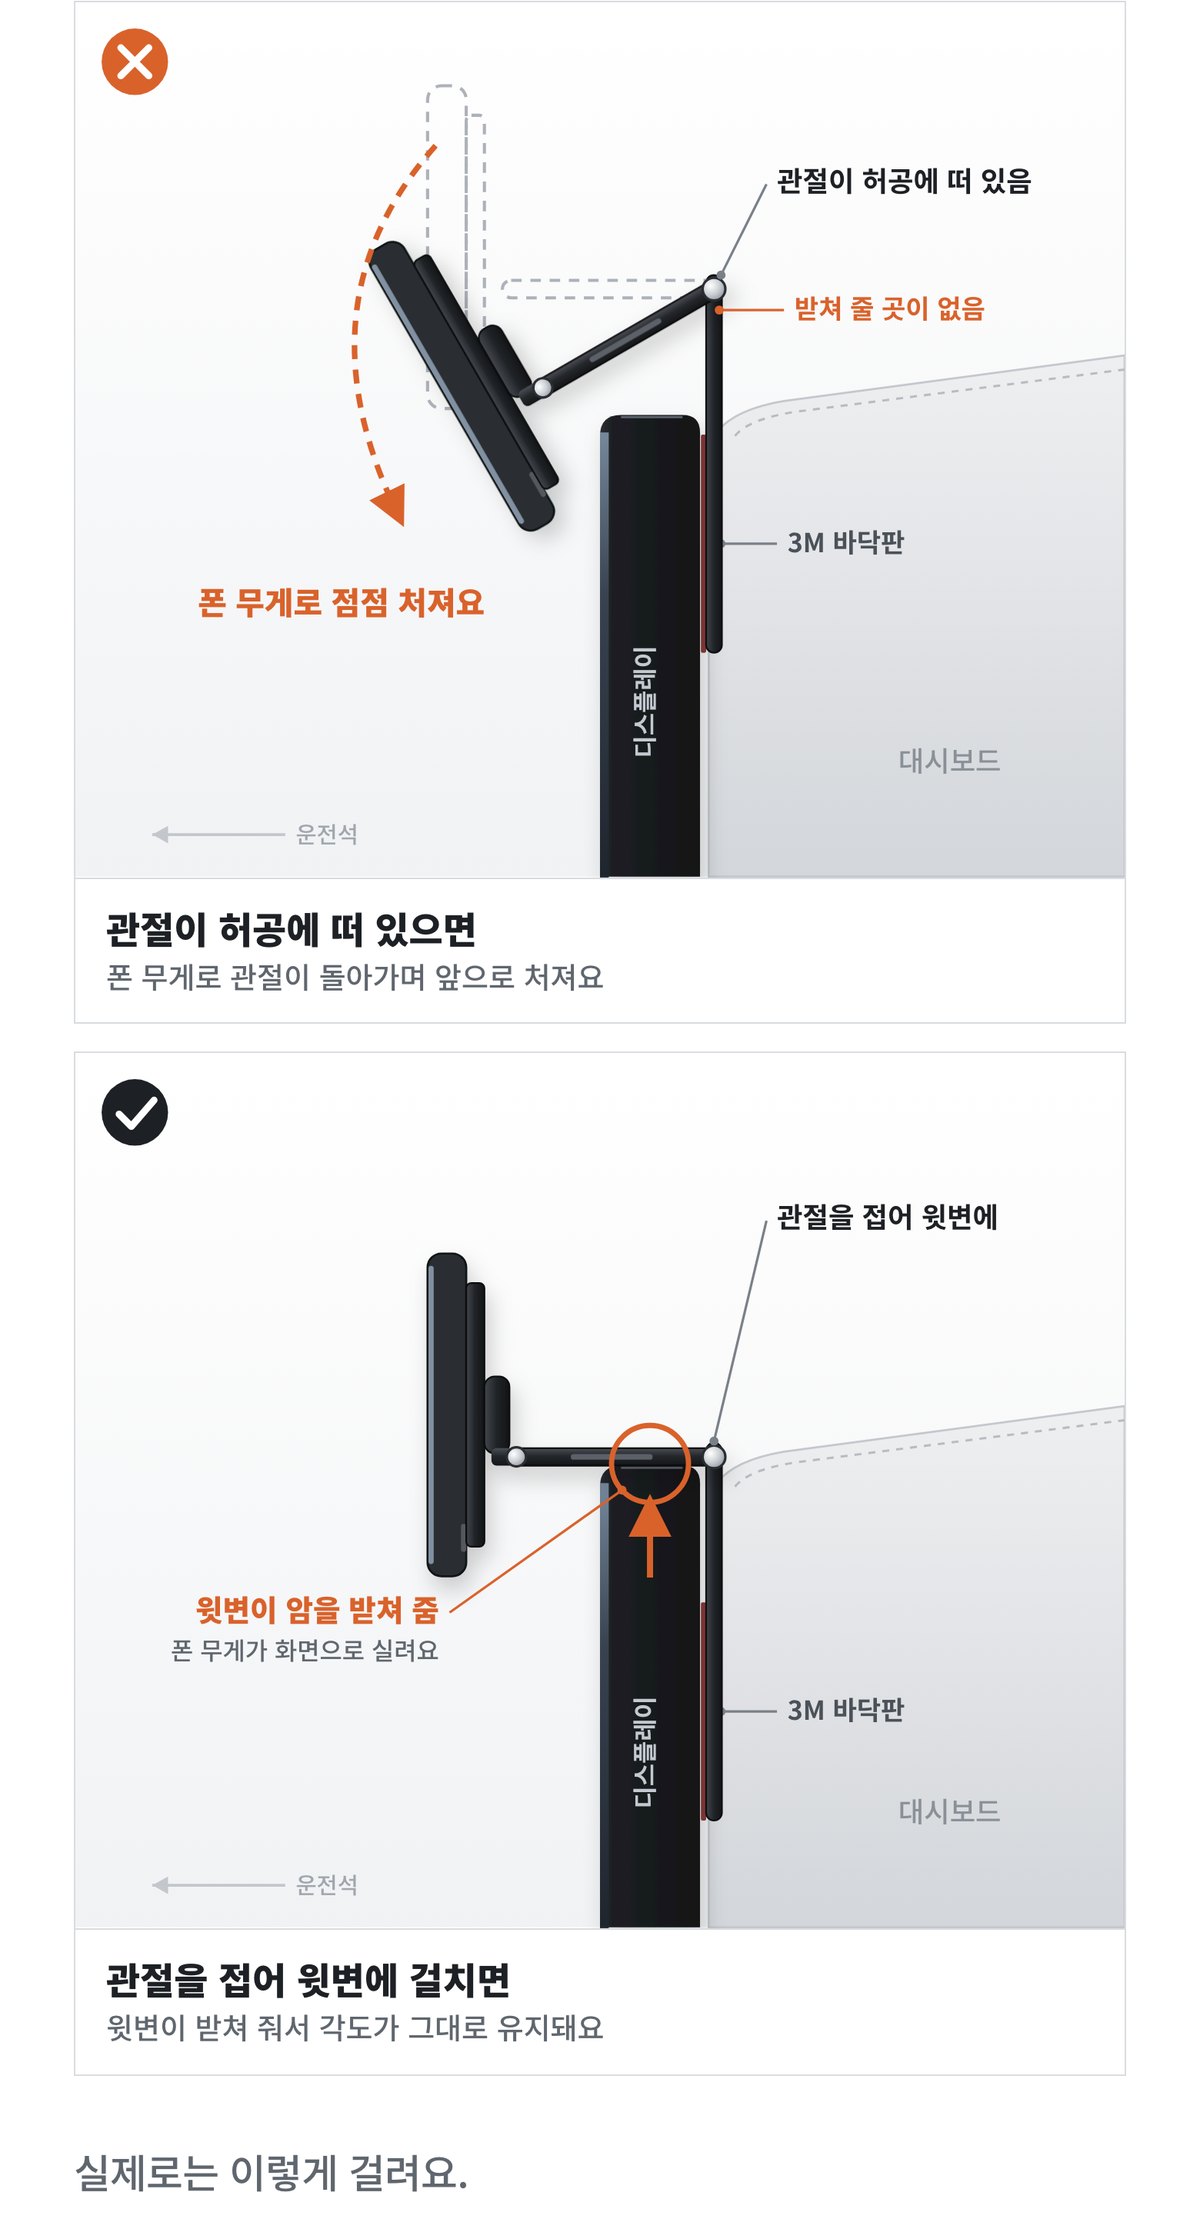 관절이 허공에 떠 있음
받쳐 줄 곳이 없음
3M 바닥판
폰 무게로 점점 처져요
디스플레이
대시보드
운전석
관절이 허공에 떠 있으면
폰 무게로 관절이 돌아가며 앞으로 처져요
관절을 접어 윗변에
윗변이 암을 받쳐 줌
폰 무게가 화면으로 실려요
3M 바닥판
디스플레이
대시보드
운전석
관절을 접어 윗변에 걸치면
윗변이 받쳐 줘서 각도가 그대로 유지돼요
실제로는 이렇게 걸려요.